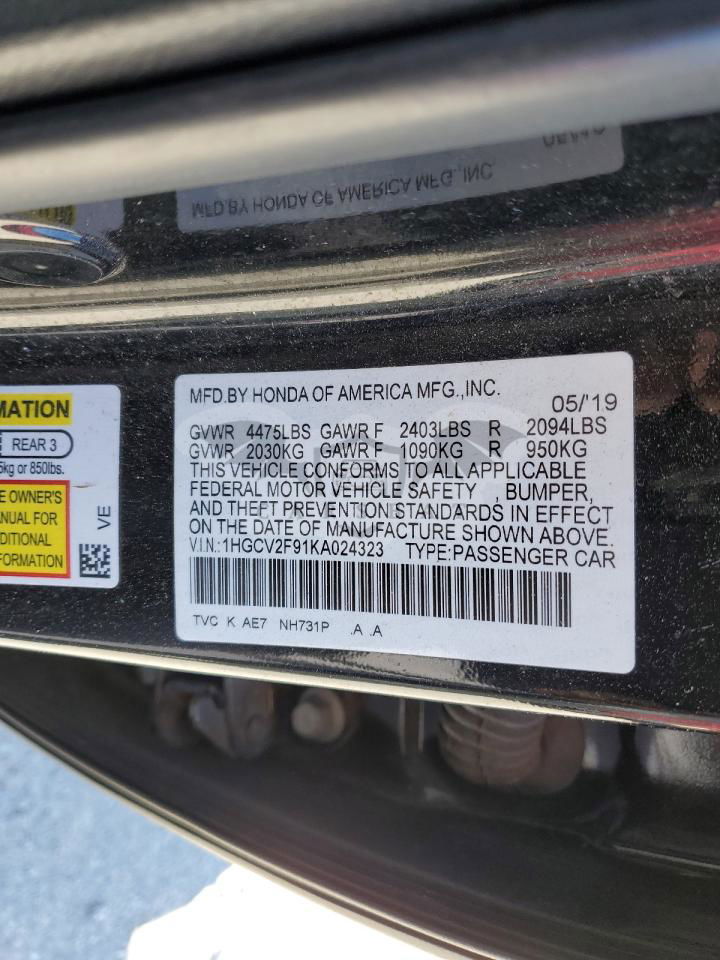 MFD.BY HONDA OF AMERICA MFG.,INC.
MFD.BY HONDA OF AMERICA MFG.,INC. 05/'19
GVWR 4475LBS GAWR F 2403LBS R 2094LBS
GVWR 2030KG GAWR F 1090KG R 950KG
THIS VEHICLE CONFORMS TO ALL APPLICABLE
FEDERAL MOTOR VEHICLE SAFETY , BUMPER,
AND THEFT PREVENTION STANDARDS IN EFFECT
ON THE DATE OF MANUFACTURE SHOWN ABOVE.
V.I.N.:1HGCV2F91KA024323 TYPE:PASSENGER CAR
TVC K AE7 NH731P .A .A
MATION
REAR 3
kg or 850lbs.
E OWNER'S
ANUAL FOR
DITIONAL
FORMATION
VE